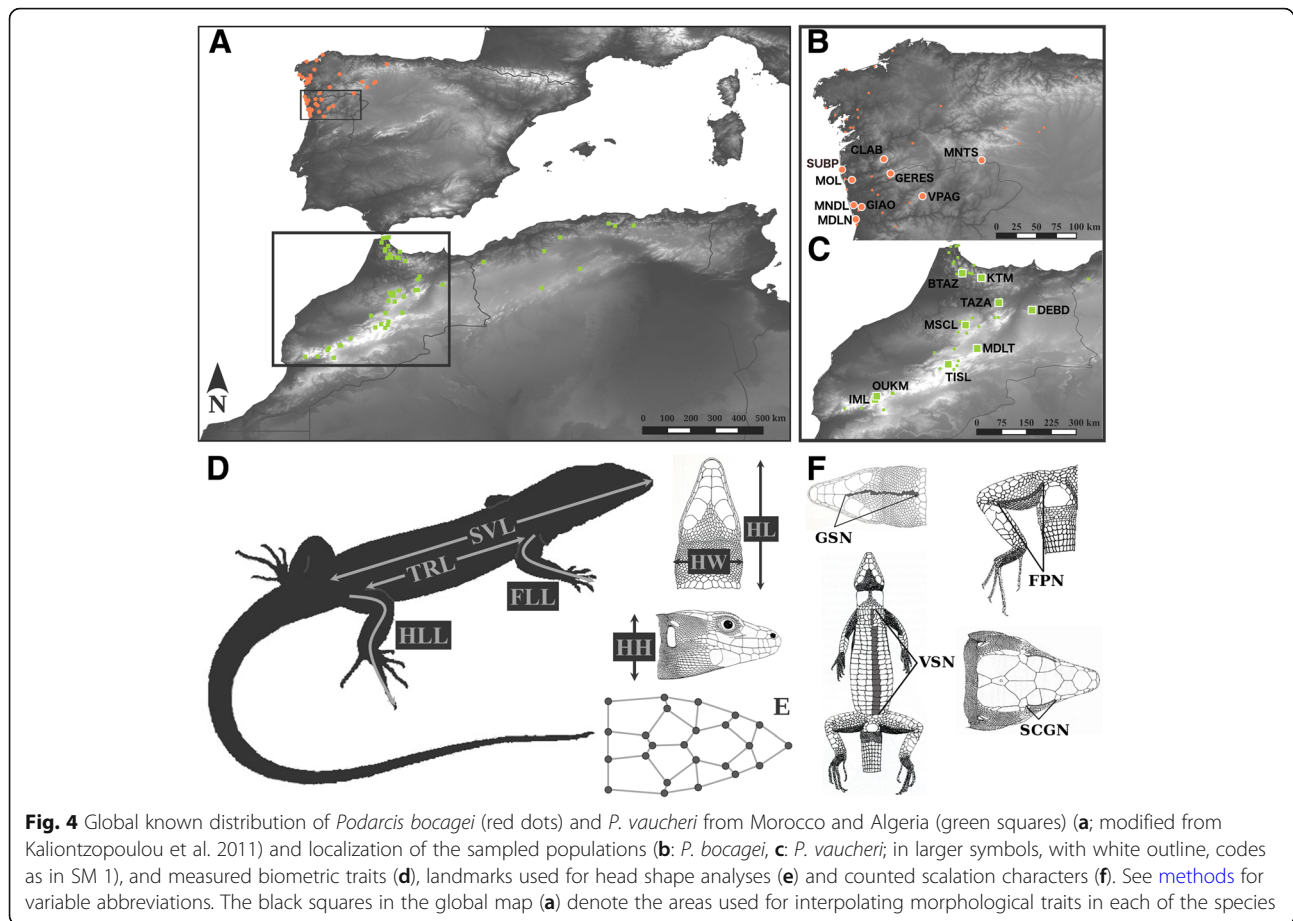 A
N
0 100 200 300 400 500 km
B
CLAB
MNTS
SUBP
GERES
MOL
VPAG
MNDL
GIAO
MDLN
0 25 50 75 100 km
C
BTAZ
KTM
TAZA
DEBD
MSCL
MDLT
TISL
OUKM
IML
0 75 150 300 km
D
SVL
TRL
FLL
HLL
HL
HW
HH
E
F
GSN
FPN
VSN
SCGN
Fig. 4 Global known distribution of Podarcis bocagei (red dots) and P. vaucheri from Morocco and Algeria (green squares) (a; modified from
Kaliontzopoulou et al. 2011) and localization of the sampled populations (b: P. bocagei, c: P. vaucheri; in larger symbols, with white outline, codes
as in SM 1), and measured biometric traits (d), landmarks used for head shape analyses (e) and counted scalation characters (f). See methods for
variable abbreviations. The black squares in the global map (a) denote the areas used for interpolating morphological traits in each of the species